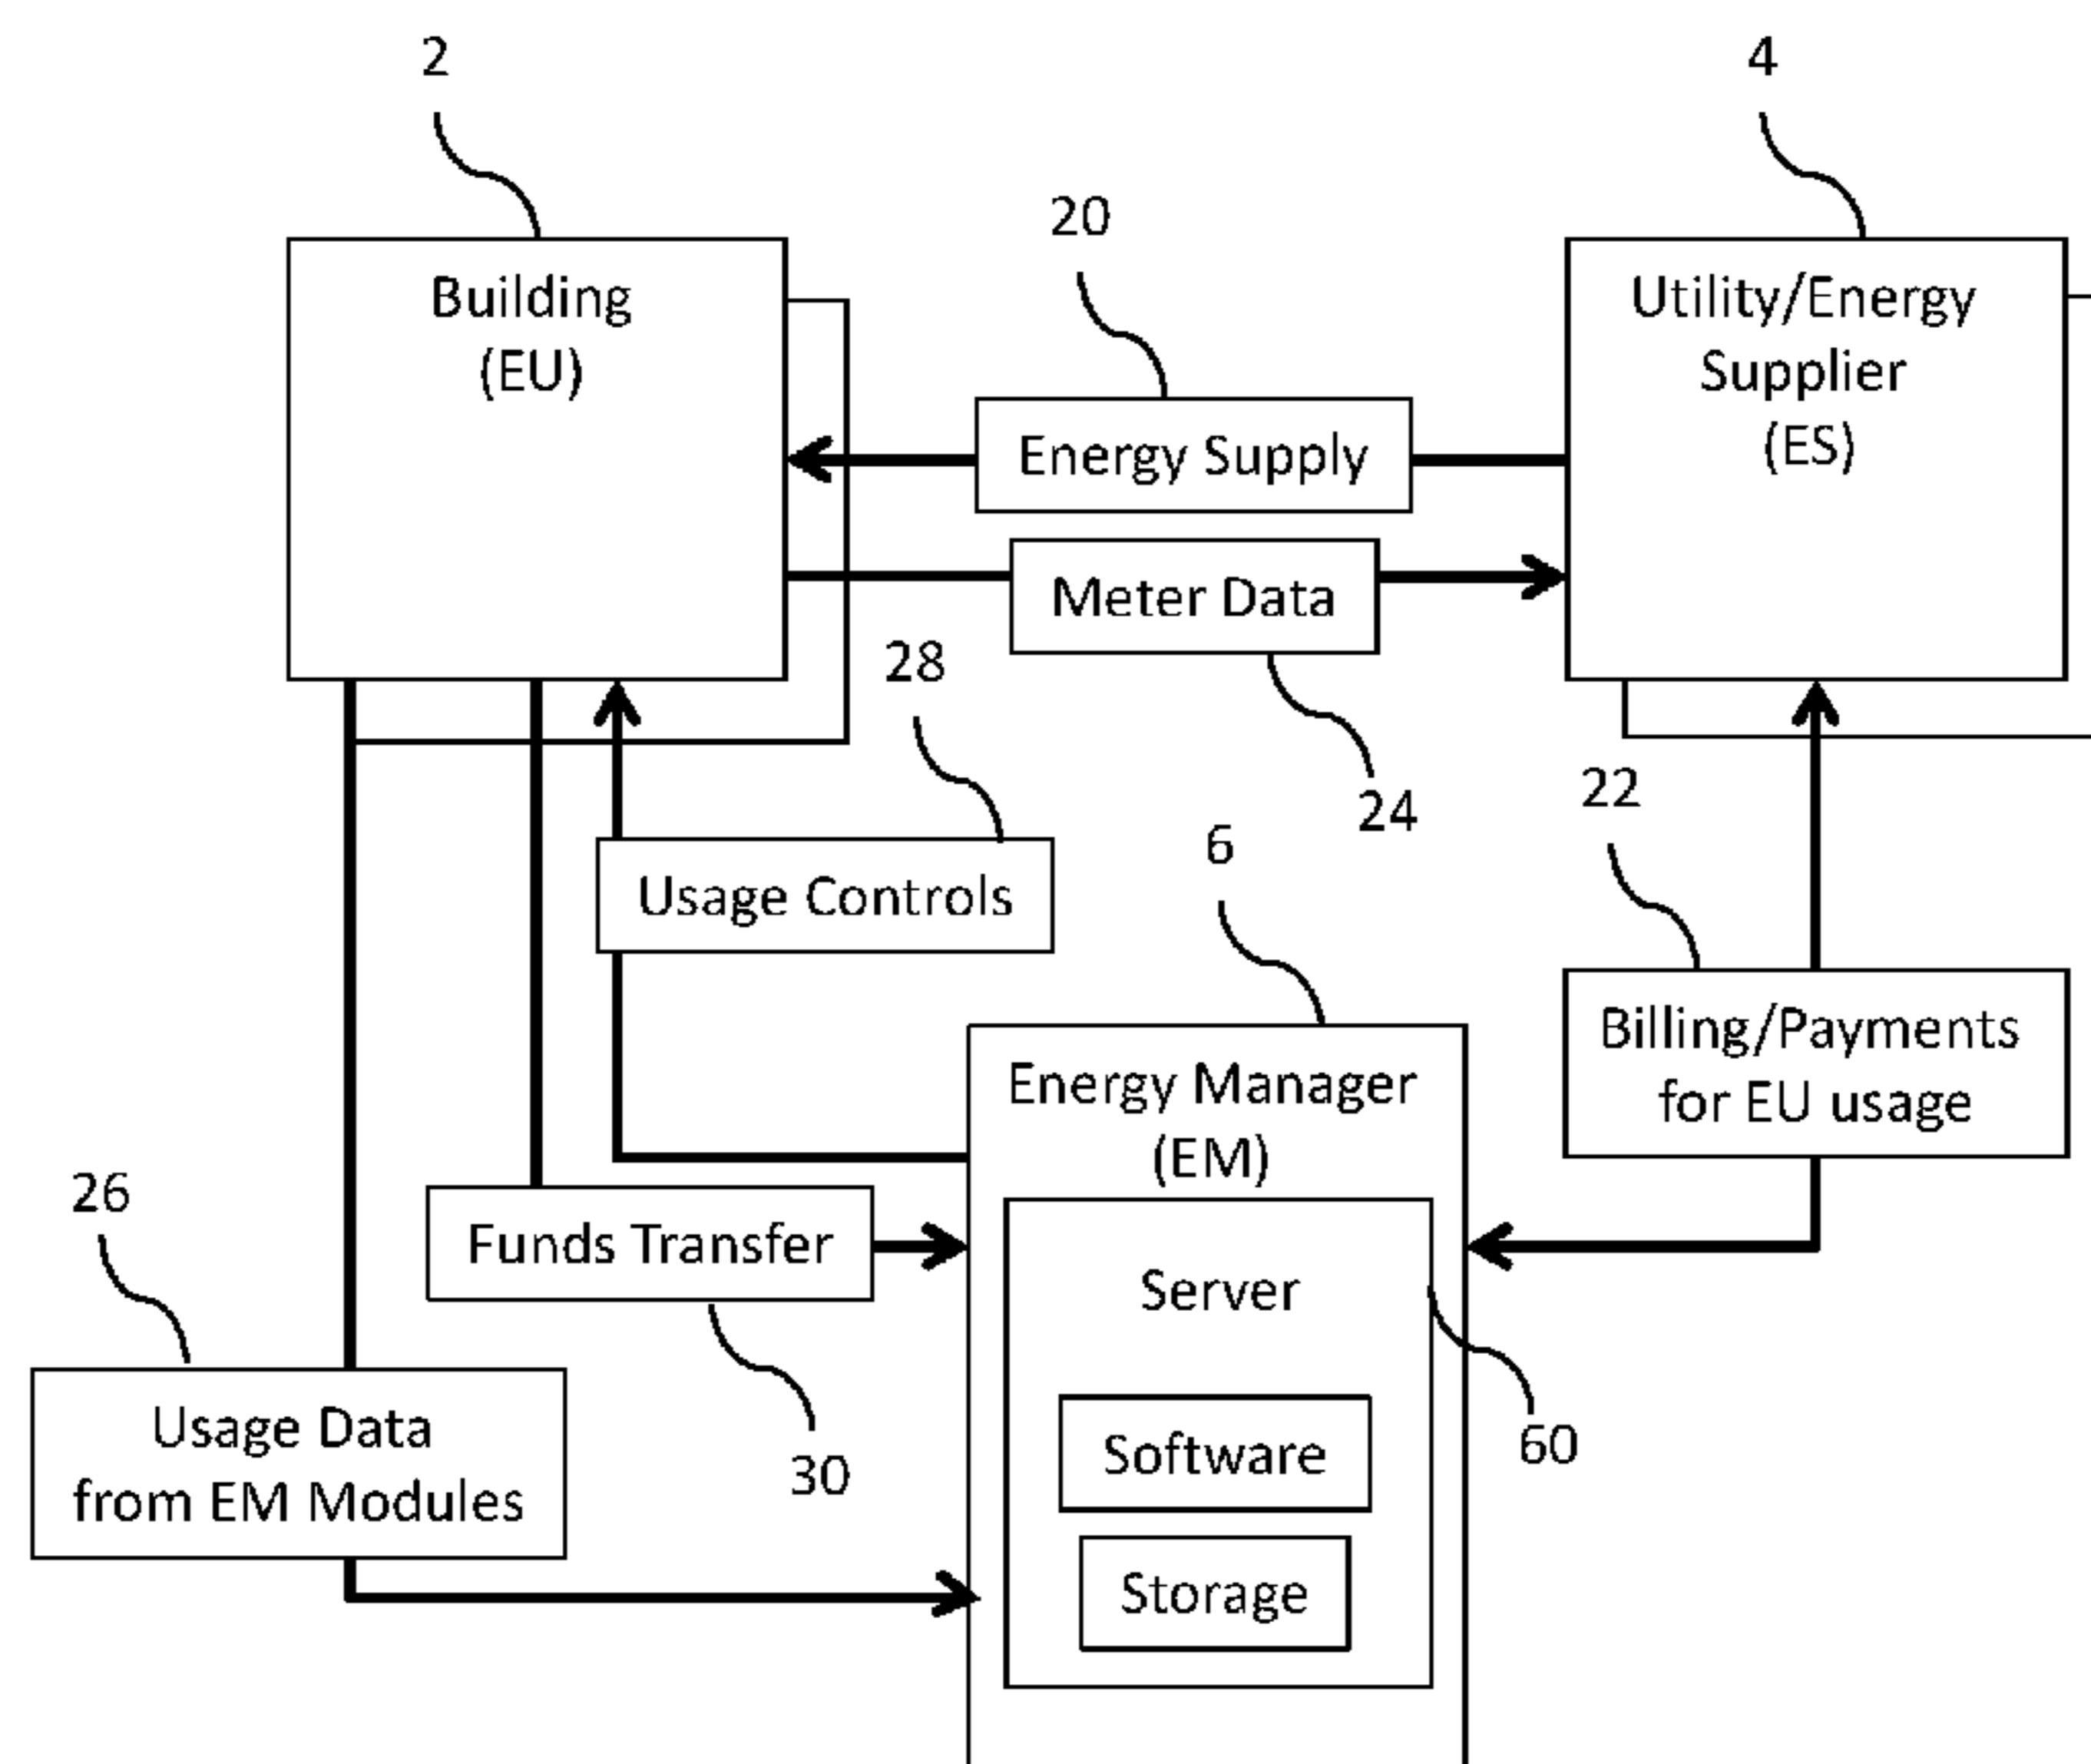 2
4
20
Building
(EU)
Utility/Energy
Supplier
(ES)
Energy Supply
Meter Data
28
24
22
6
Usage Controls
Billing/Payments
for EU usage
Energy Manager
(EM)
26
Funds Transfer
Server
30
60
Usage Data
from EM Modules
Software
Storage